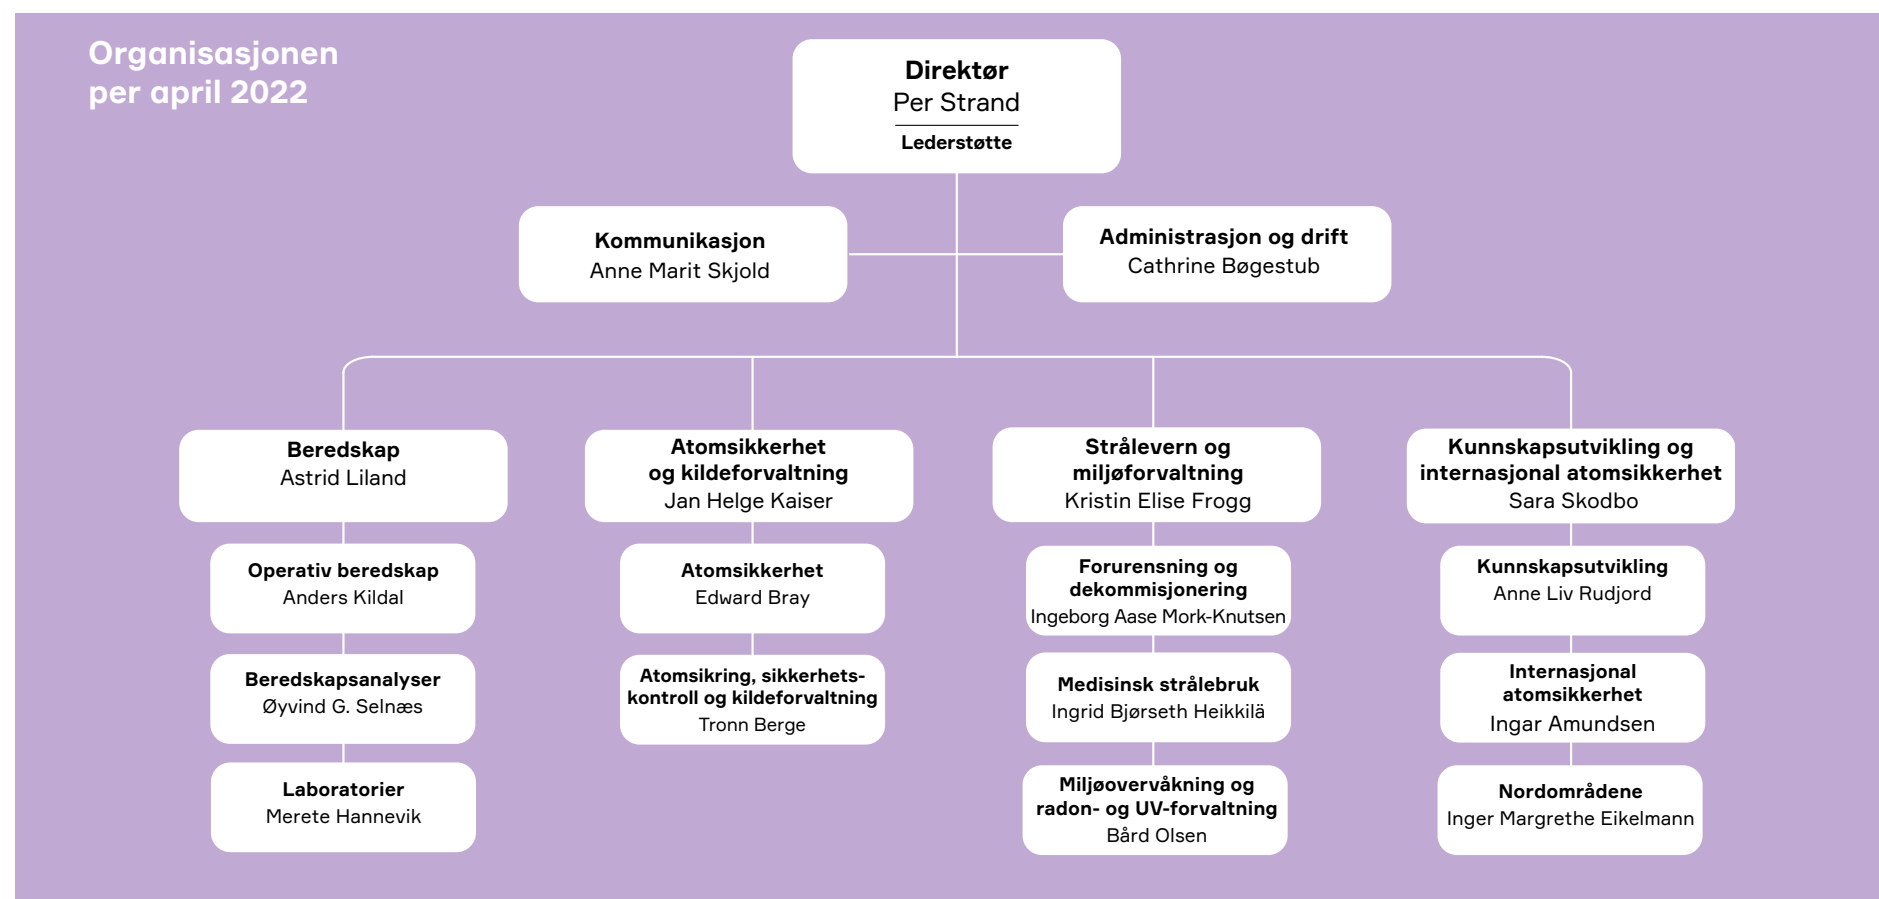 Organisasjonen
per april 2022
Direktør
Per Strand
Lederstøtte
Kommunikasjon
Anne Marit Skjold
Administrasjon og drift
Cathrine Bøgestub
Beredskap
Astrid Liland
Operativ beredskap
Anders Kildal
Beredskapsanalyser
Øyvind G. Selnæs
Laboratorier
Merete Hannevik
Atomsikkerhet
og kildeforvaltning
Jan Helge Kaiser
Atomsikkerhet
Edward Bray
Atomsikring, sikkerhets-
kontroll og kildeforvaltning
Tronn Berge
Strålevern og
miljøforvaltning
Kristin Elise Frogg
Forurensning og
dekommisjonering
Ingeborg Aase Mork-Knutsen
Medisinsk strålebruk
Ingrid Bjørseth Heikkilä
Miljøovervåkning og
radon- og UV-forvaltning
Bård Olsen
Kunnskapsutvikling og
internasjonal atomsikkerhet
Sara Skodbo
Kunnskapsutvikling
Anne Liv Rudjord
Internasjonal
atomsikkerhet
Ingar Amundsen
Nordområdene
Inger Margrethe Eikelmann